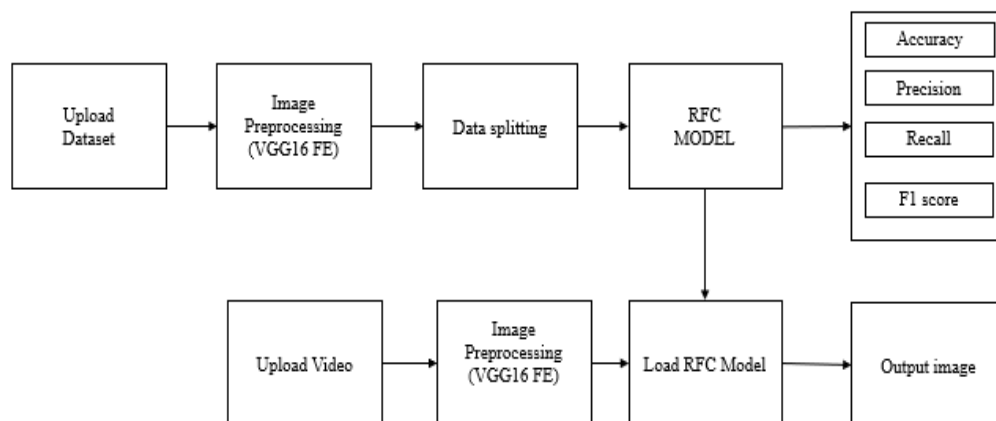 Upload
Dataset
Image
Preprocessing
(VGG16 FE)
Data splitting
RFC
MODEL
Accuracy
Precision
Recall
F1 score
Upload Video
Image
Preprocessing
(VGG16 FE)
Load RFC Model
Output image